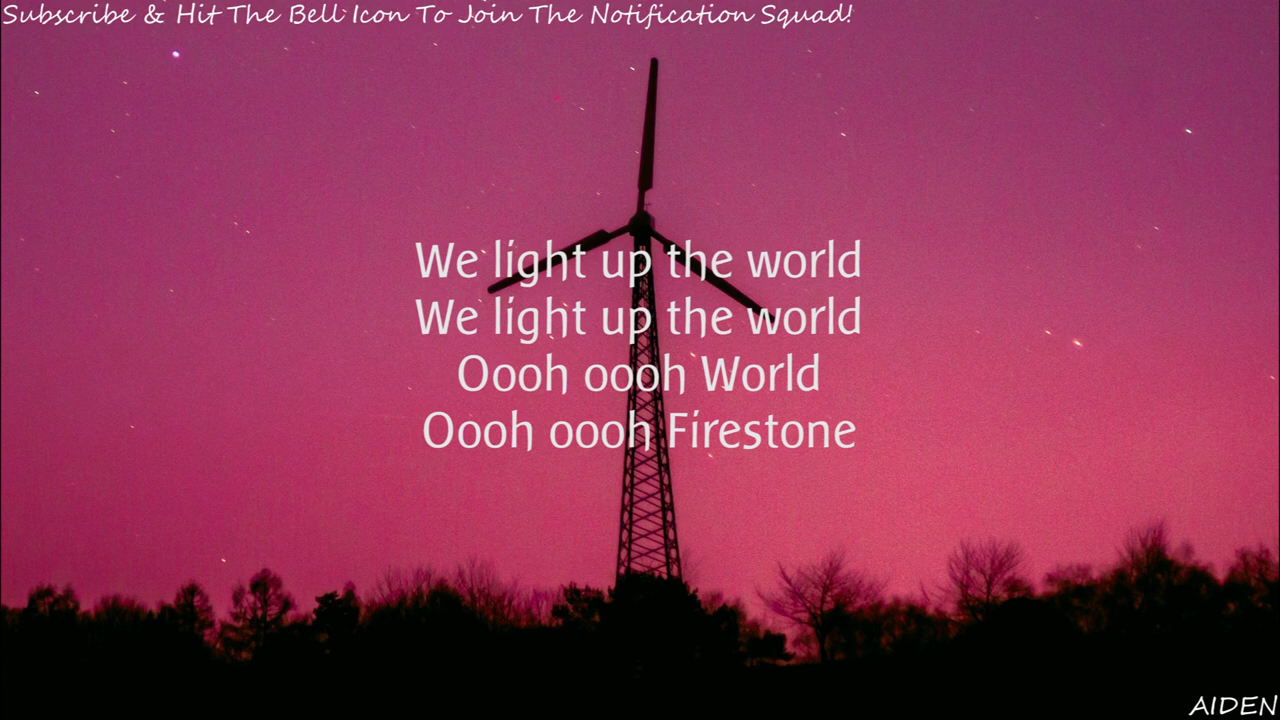 Subscribe & Hit The Bell Icon To Join The Notification Squad!
We light up the world
We light up the world
Oooh oooh World
Oooh oooh Firestone
AIDEN